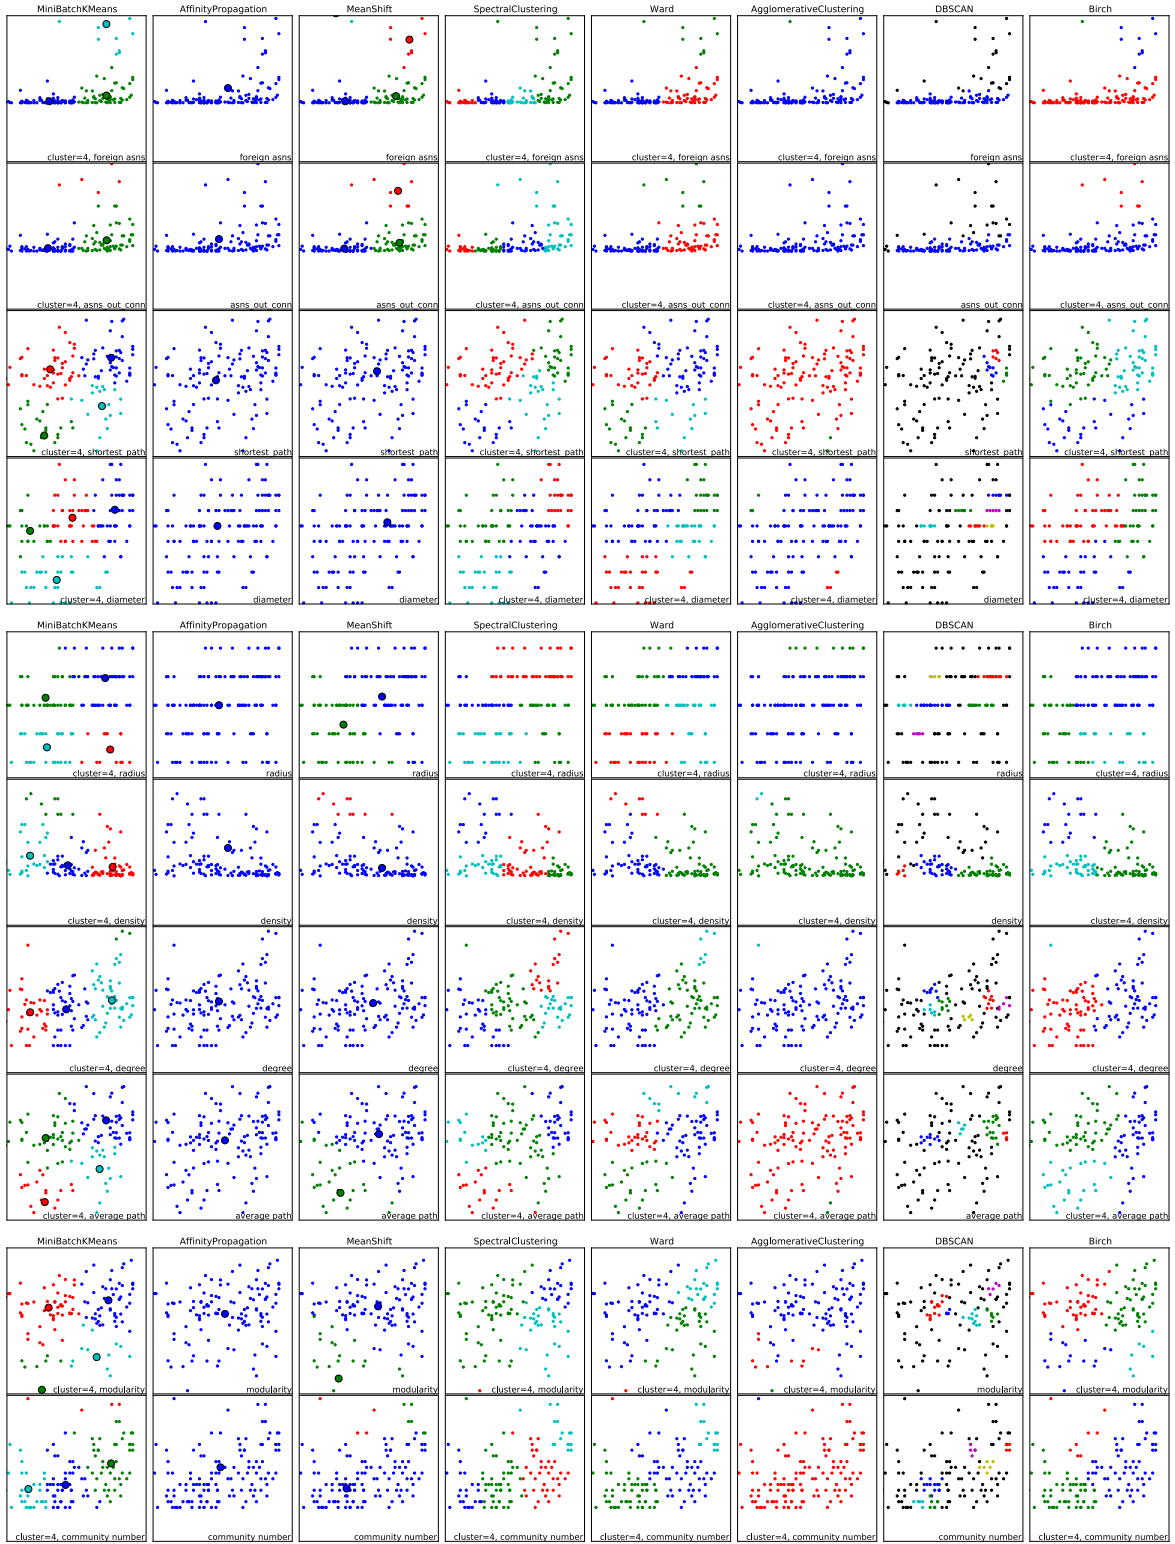 MiniBatchKMeans AffinityPropagation MeanShift SpectralClustering Ward AgglomerativeClustering DBSCAN Birch
cluster=4, foreign asns foreign asns foreign asns cluster=4, foreign asns cluster=4, foreign asns cluster=4, foreign asns foreign asns cluster=4, foreign asns
cluster=4, asns_out_conn asns_out_conn asns_out_conn cluster=4, asns_out_conn cluster=4, asns_out_conn cluster=4, asns_out_conn asns_out_conn cluster=4, asns_out_conn
cluster=4, shortest_path shortest_path shortest_path cluster=4, shortest_path cluster=4, shortest_path cluster=4, shortest_path shortest_path cluster=4, shortest_path
cluster=4, diameter diameter diameter cluster=4, diameter cluster=4, diameter cluster=4, diameter diameter cluster=4, diameter
MiniBatchKMeans AffinityPropagation MeanShift SpectralClustering Ward AgglomerativeClustering DBSCAN Birch
cluster=4, radius radius radius cluster=4, radius cluster=4, radius cluster=4, radius radius cluster=4, radius
cluster=4, density density density cluster=4, density cluster=4, density cluster=4, density density cluster=4, density
cluster=4, degree degree degree cluster=4, degree cluster=4, degree cluster=4, degree degree cluster=4, degree
cluster=4, average path average path average path cluster=4, average path cluster=4, average path cluster=4, average path average path cluster=4, average path
MiniBatchKMeans AffinityPropagation MeanShift SpectralClustering Ward AgglomerativeClustering DBSCAN Birch
cluster=4, modularity modularity modularity cluster=4, modularity cluster=4, modularity cluster=4, modularity modularity cluster=4, modularity
cluster=4, community number community number community number cluster=4, community number cluster=4, community number cluster=4, community number community number cluster=4, community number